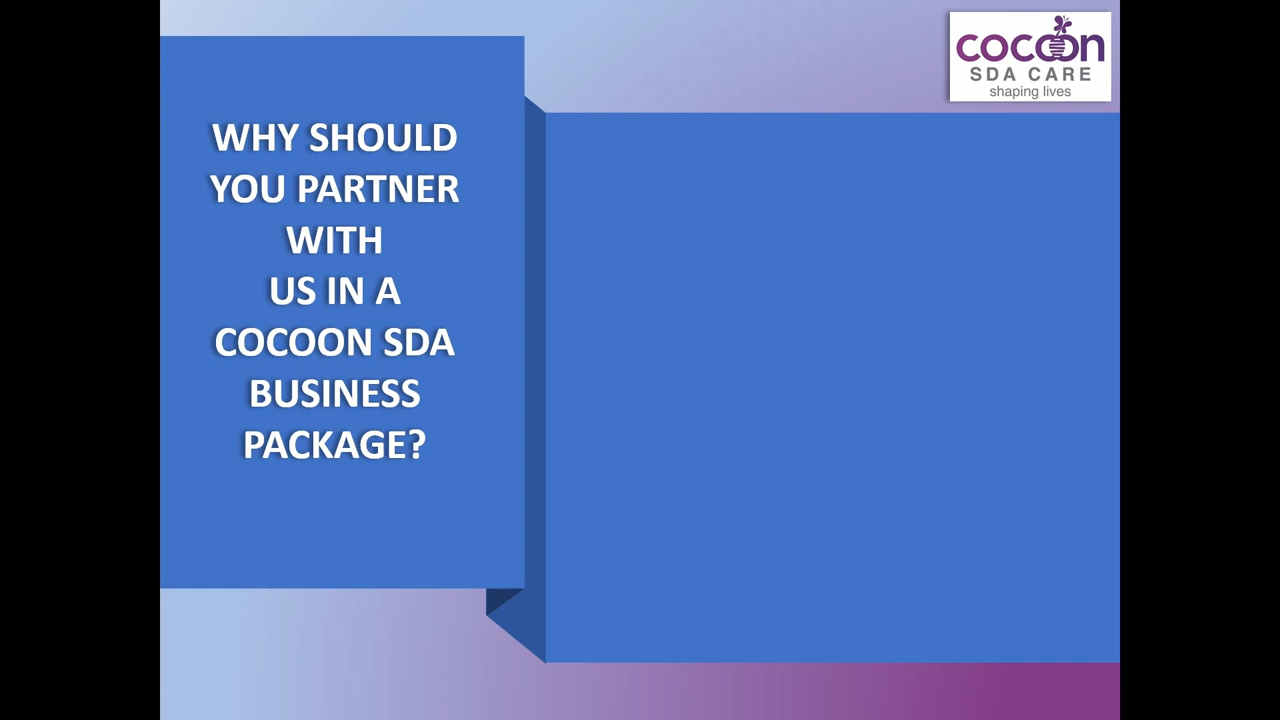 WHY SHOULD
YOU PARTNER
WITH
US IN A
COCOON SDA
BUSINESS
PACKAGE?
cocoon
SDA CARE
shaping lives